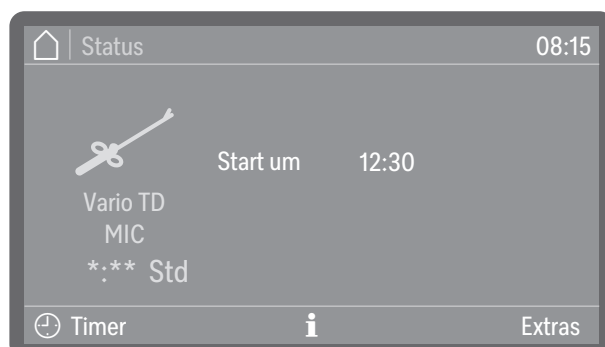 Status 08:15
Start um 12:30
Vario TD
MIC
*:** Std
Timer i Extras